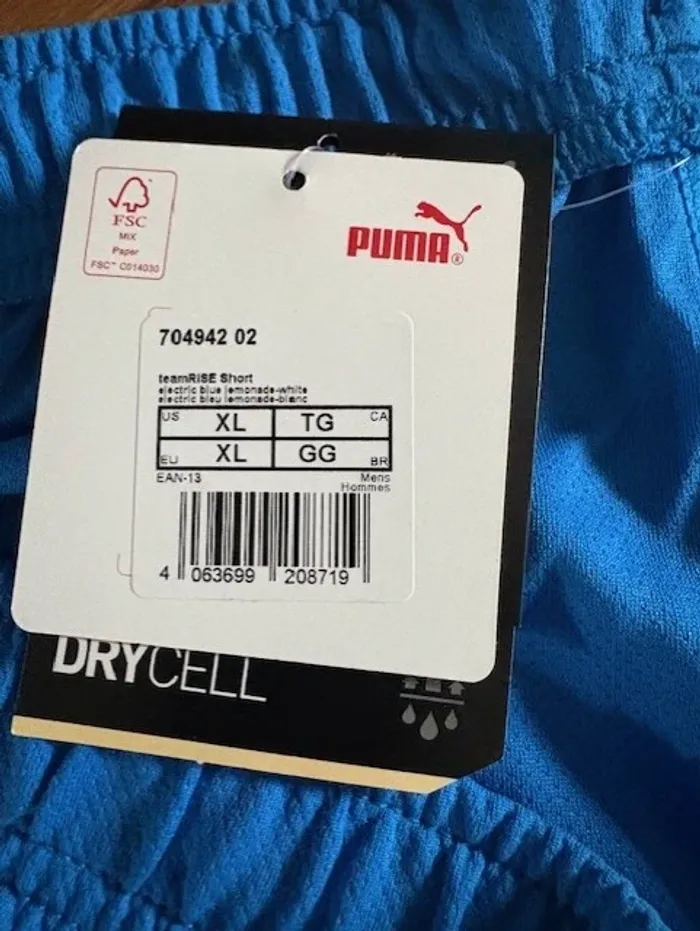 FSC
MIX
Paper
FSC™ C014030
PUMA®
704942 02
teamRISE Short
electric blue lemonade-white
electric bleu lemonade-blanc
US XL TG CA
EU XL GG BR
EAN-13 Mens
Hommes
4 063699 208719
DRYCELL